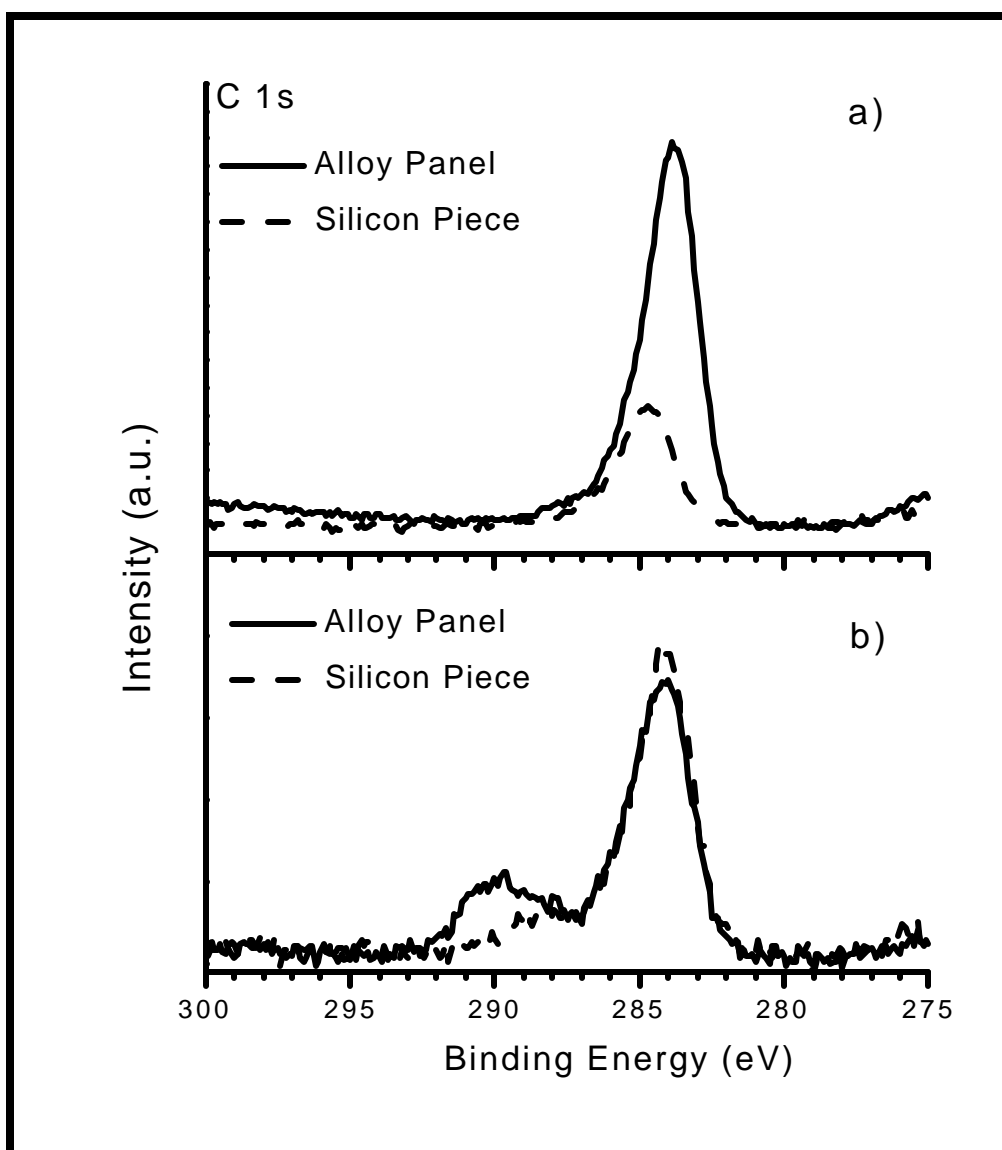 C 1s
a)
Alloy Panel
Silicon Piece
Intensity (a.u.)
Alloy Panel
b)
Silicon Piece
300 295 290 285 280 275
Binding Energy (eV)